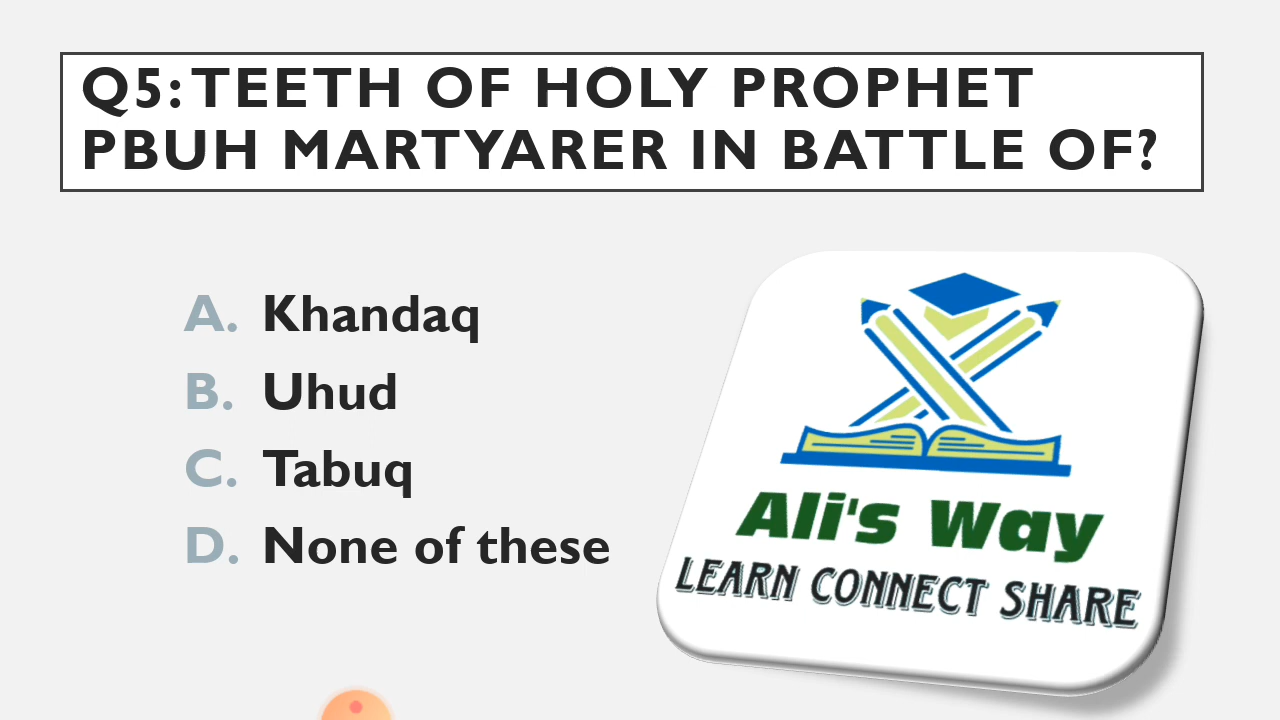 Q5: TEETH OF HOLY PROPHET
PBUH MARTYARER IN BATTLE OF?
A. Khandaq
B. Uhud
C. Tabuq
D. None of these
Ali's Way
LEARN CONNECT SHARE